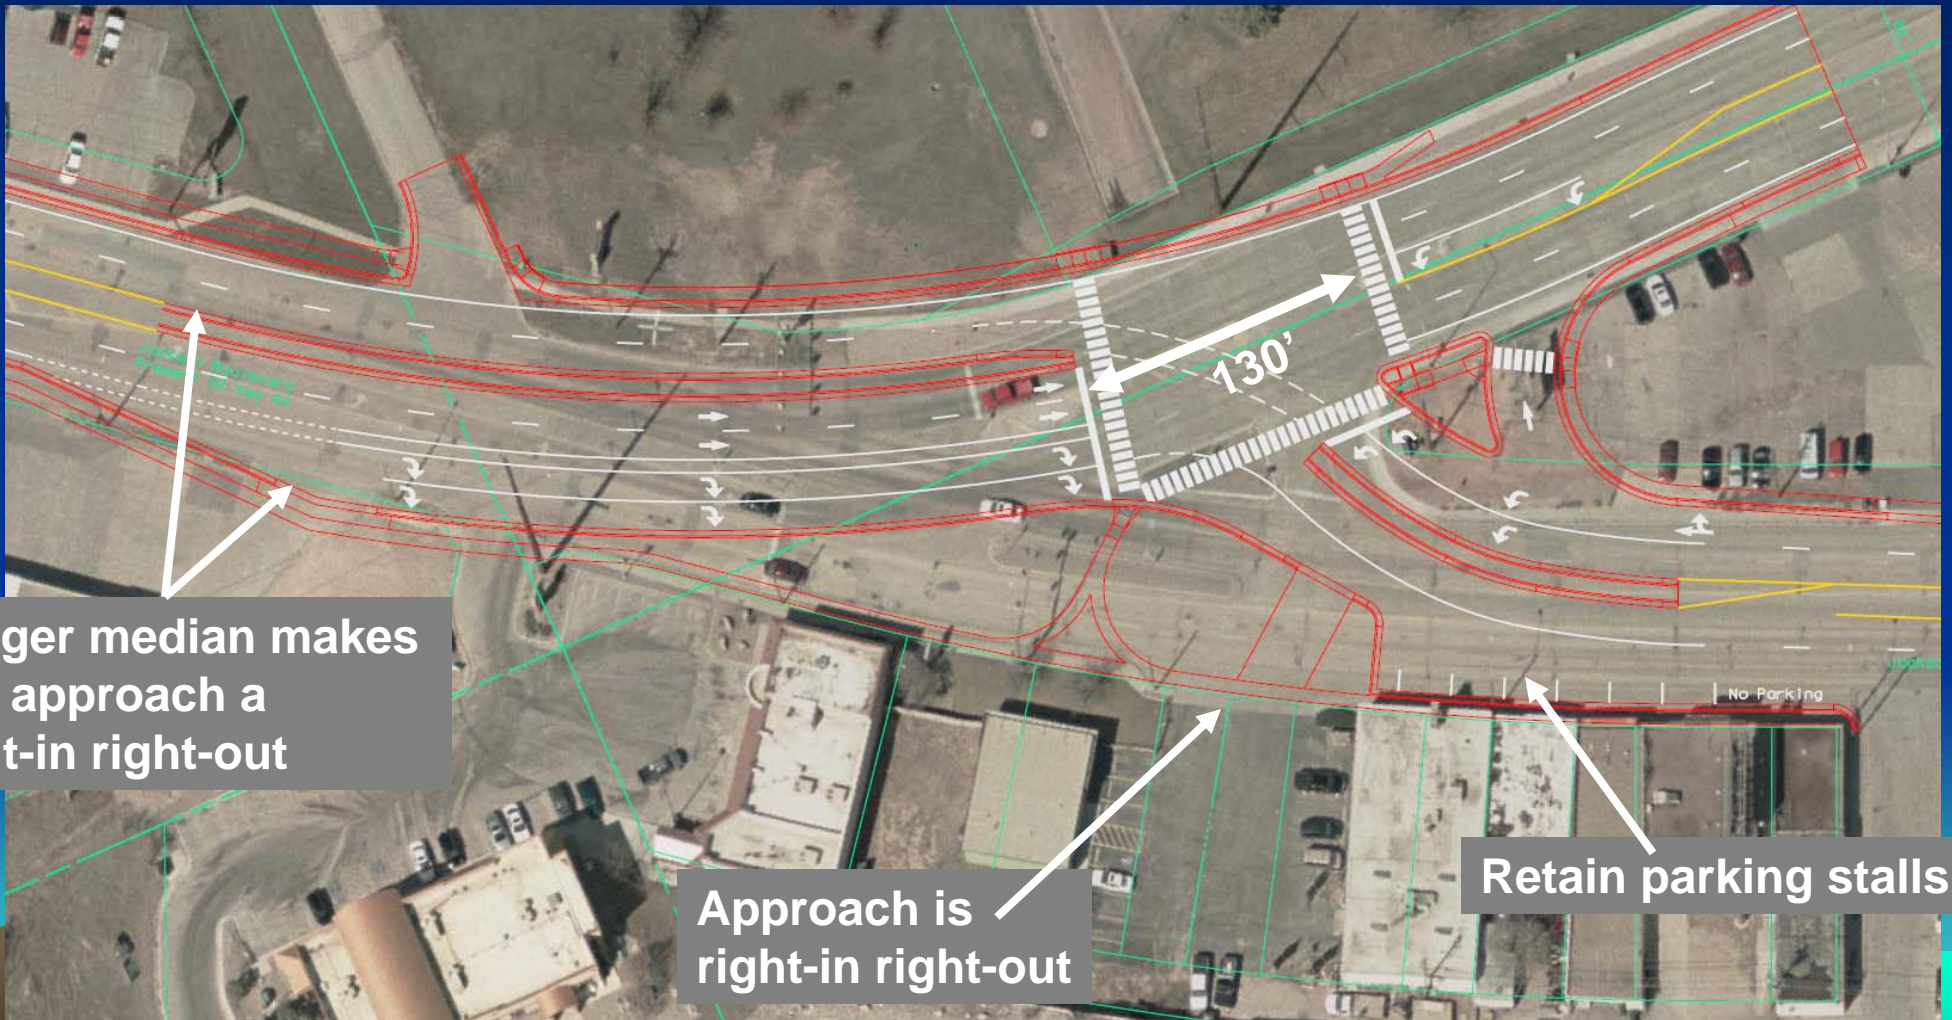 130'
ger median makes
approach a
t-in right-out
Approach is
right-in right-out
Retain parking stalls
No Parking